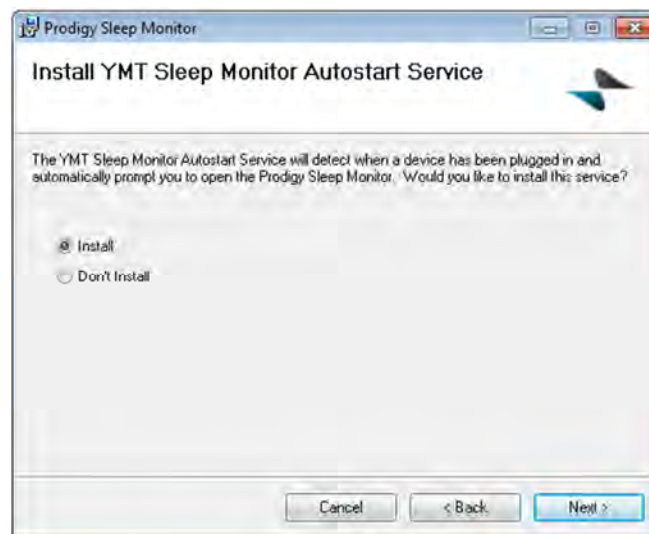 Prodigy Sleep Monitor
Install YMT Sleep Monitor Autostart Service
The YMT Sleep Monitor Autostart Service will detect when a device has been plugged in and
automatically prompt you to open the Prodigy Sleep Monitor. Would you like to install this service?
Install
Don't Install
Cancel
< Back
Next >